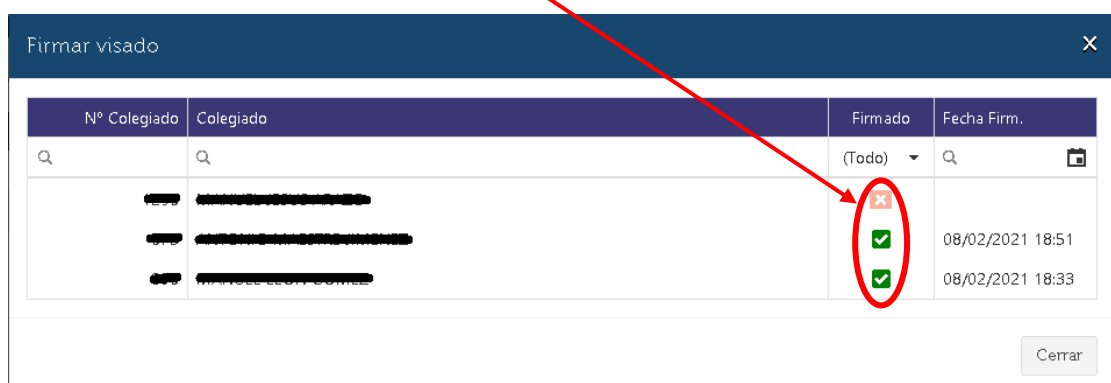 Firmar visado
X
Nº Colegiado Colegiado Firmado Fecha Firm.
(Todo)
08/02/2021 18:51
08/02/2021 18:33
Cerrar